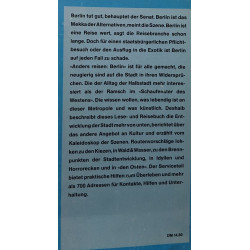 Berlin tut gut, behauptet der Senat. Berlin ist das
Mekka der Alternativen, meint die Szene. Berlin ist
eine Reise wert, sagt die Reisebranche schon
lange. Doch für einen staatsbürgerlichen Pflicht-
besuch oder den Ausflug in die Exotik ist Berlin
auf jeden Fall zu schade.
»Anders reisen: Berlin« ist für alle gemacht, die
neugierig sind auf die Stadt in ihren Widersprü-
chen. Die der Alltag der Halbstadt mehr interes-
siert als der Ramsch im »Schaufenster des
Westens«. Die wissen wollen, was lebendig ist an
dieser Metropole und was künstlich. Deshalb
beschreibt dieses Lese- und Reisebuch die Ent-
wicklung der Stadt mehr von unten, berichtet über
das andere Angebot an Kultur und erzählt vom
Kaleidoskop der Szenen. Routenvorschläge lok-
ken zu den Kiezen, in Wald & Wiesen, zu den Brenn-
punkten der Stadtentwicklung, in Idyllen und
Horrorecken und in »den Osten«. Der Serviceteil
bietet praktische Hilfen zum Überleben und mehr
als 700 Adressen für Kontakte, Hilfen und Unter-
haltung.
DM 14,80